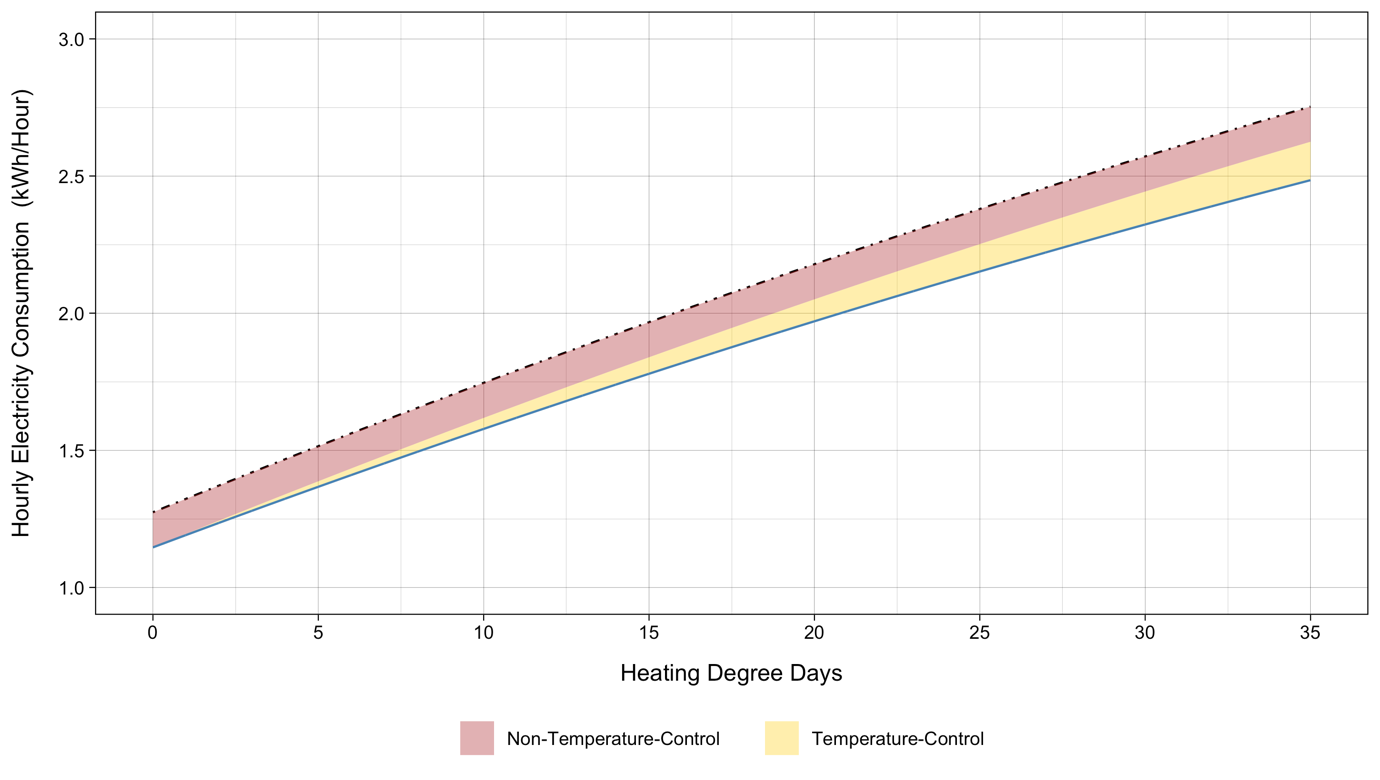 Hourly Electricity Consumption (kWh/Hour)
3.0
2.5
2.0
1.5
1.0
0 5 10 15 20 25 30 35
Heating Degree Days
Non-Temperature-Control Temperature-Control